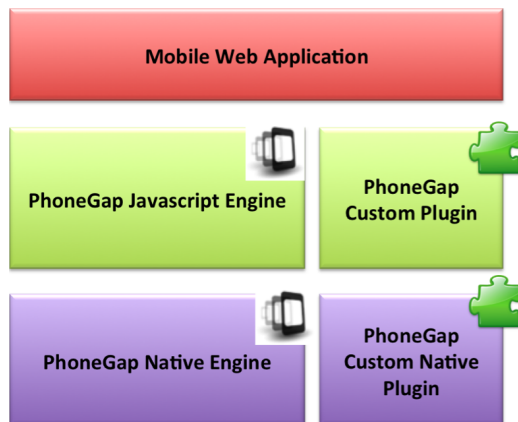 Mobile Web Application
PhoneGap Javascript Engine
PhoneGap
Custom Plugin
PhoneGap Native Engine
PhoneGap
Custom Native
Plugin